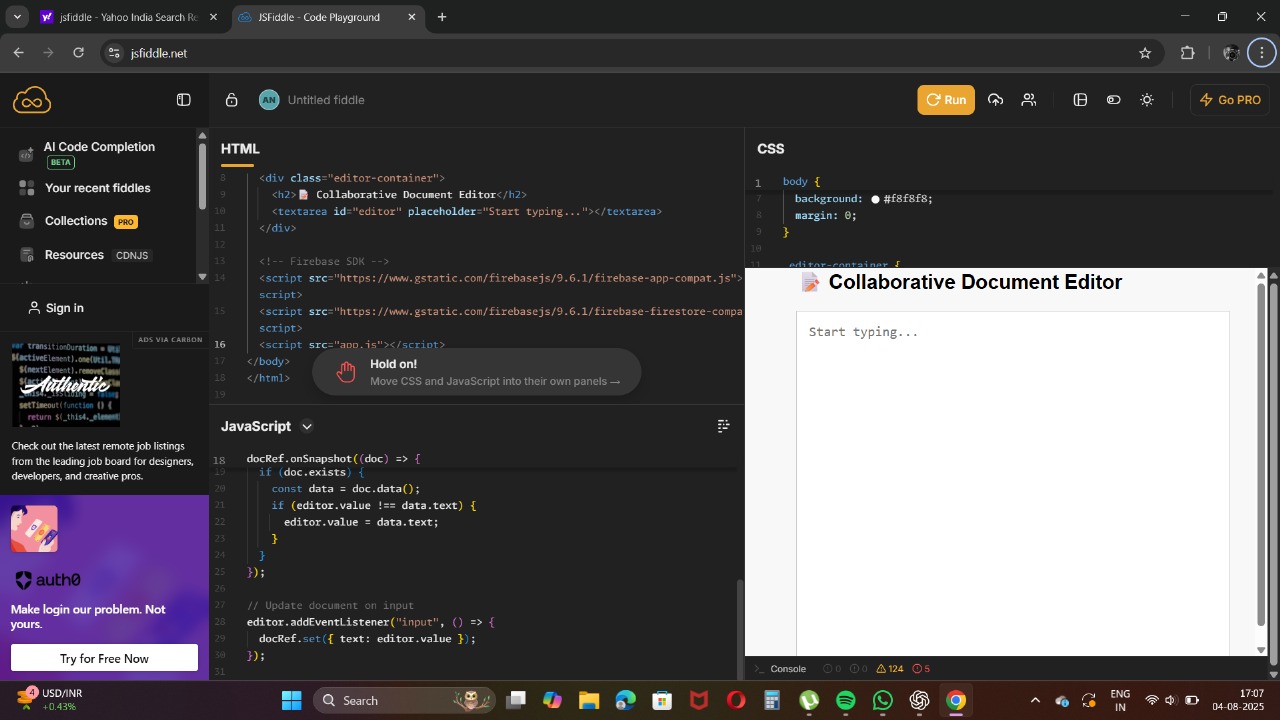 jsfiddle - Yahoo India Search Re
JSFiddle - Code Playground
jsfiddle.net
AN Untitled fiddle
Run
Go PRO
AI Code Completion
BETA
Your recent fiddles
Collections PRO
Resources CDNJS
Sign in
ADS VIA CARBON
Authentic
Check out the latest remote job listings
from the leading job board for designers,
developers, and creative pros.
auth0
Make login our problem. Not
yours.
Try for Free Now
HTML
8 <div class="editor-container">
9 <h2>📝 Collaborative Document Editor</h2>
10 <textarea id="editor" placeholder="Start typing..."></textarea>
11 </div>
12
13 <!-- Firebase SDK -->
14 <script src="https://www.gstatic.com/firebasejs/9.6.1/firebase-app-compat.js">
script>
15 <script src="https://www.gstatic.com/firebasejs/9.6.1/firebase-firestore-compa
script>
16 <script src="app.js"></script>
17 </body>
18 </html>
19
Hold on!
Move CSS and JavaScript into their own panels →
JavaScript
18 docRef.onSnapshot((doc) => {
19 if (doc.exists) {
20 const data = doc.data();
21 if (editor.value !== data.text) {
22 editor.value = data.text;
23 }
24 }
25 });
26
27 // Update document on input
28 editor.addEventListener("input", () => {
29 docRef.set({ text: editor.value });
30 });
31
CSS
1 body {
7 background: #f8f8f8;
8 margin: 0;
9 }
10
11 .editor-container {
📝 Collaborative Document Editor
Start typing...
Console 0 0 124 5
4 USD/INR
+0.43%
Search
ENG
IN
17:07
04-08-2025